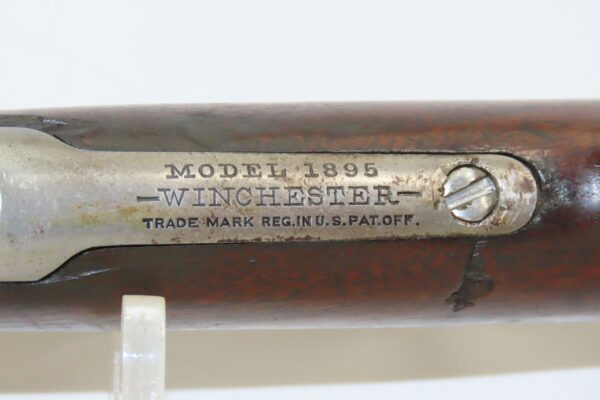 MODEL 1895
-WINCHESTER-
TRADE MARK REG.IN U.S.PAT.OFF.